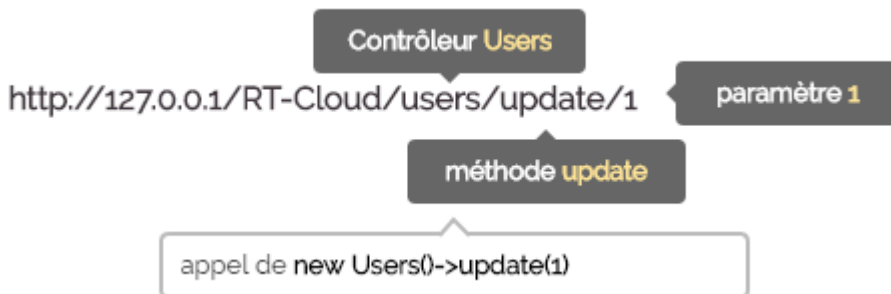 Contrôleur Users
http://127.0.0.1/RT-Cloud/users/update/1
paramètre 1
méthode update
appel de new Users()->update(1)